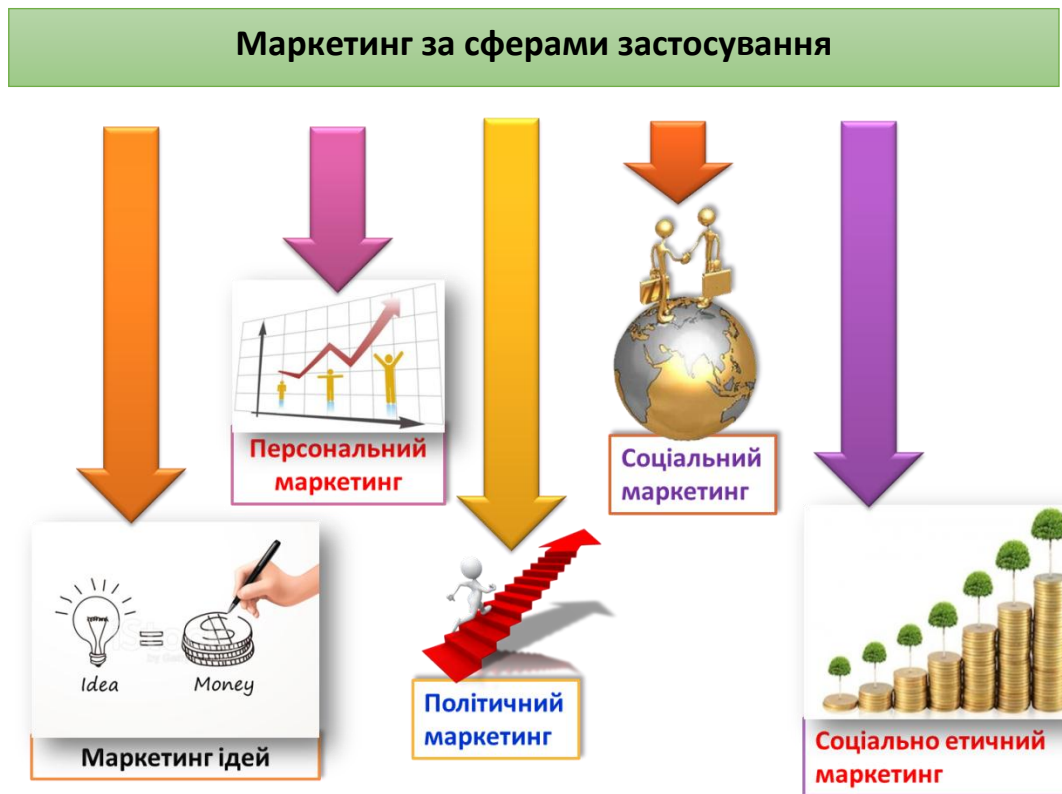 Маркетинг за сферами застосування
Персональний
маркетинг
Соціальний
маркетинг
Idea
=
Money
Маркетинг ідей
Політичний
маркетинг
Соціально етичний
маркетинг